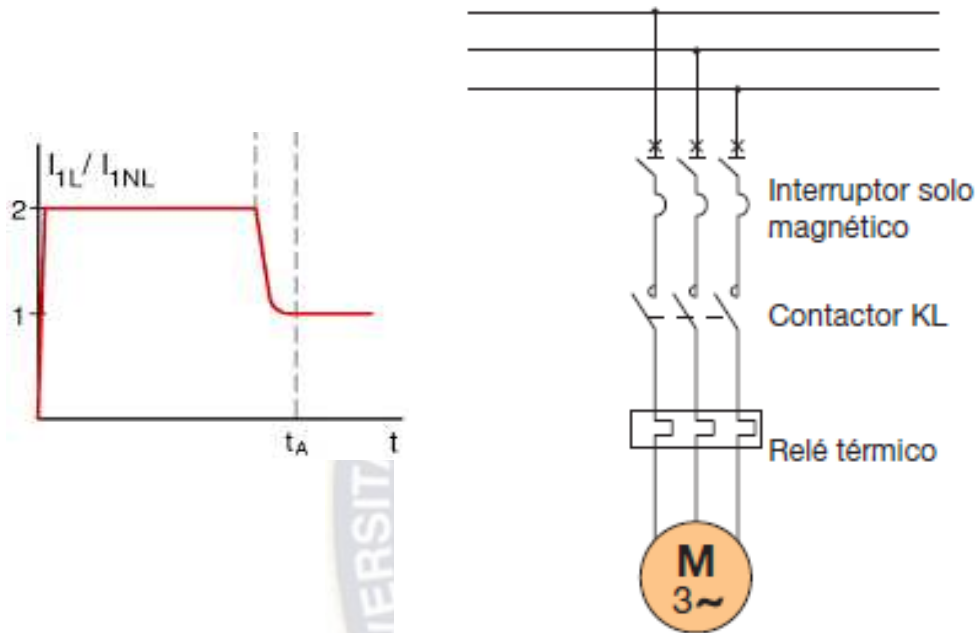 I1L/ I1NL
2
1
tA
t
Interruptor solo
magnético
Contactor KL
Relé térmico
M
3~